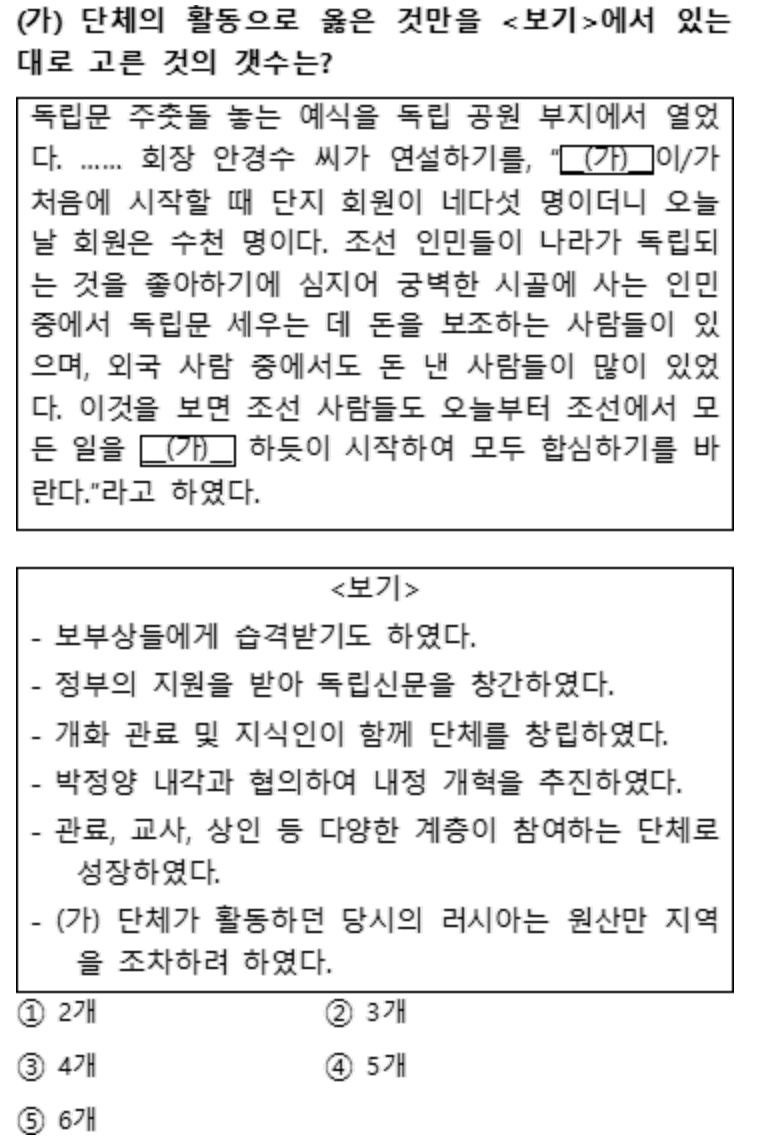 (가) 단체의 활동으로 옳은 것만을 <보기>에서 있는
대로 고른 것의 갯수는?
독립문 주춧돌 놓는 예식을 독립 공원 부지에서 열었
다. …… 회장 안경수 씨가 연설하기를, “ (가) 이/가
처음에 시작할 때 단지 회원이 네다섯 명이더니 오늘
날 회원은 수천 명이다. 조선 인민들이 나라가 독립되
는 것을 좋아하기에 심지어 궁벽한 시골에 사는 인민
중에서 독립문 세우는 데 돈을 보조하는 사람들이 있
으며, 외국 사람 중에서도 돈 낸 사람들이 많이 있었
다. 이것을 보면 조선 사람들도 오늘부터 조선에서 모
든 일을 (가) 하듯이 시작하여 모두 합심하기를 바
란다.”라고 하였다.
<보기>
- 보부상들에게 습격받기도 하였다.
- 정부의 지원을 받아 독립신문을 창간하였다.
- 개화 관료 및 지식인이 함께 단체를 창립하였다.
- 박정양 내각과 협의하여 내정 개혁을 추진하였다.
- 관료, 교사, 상인 등 다양한 계층이 참여하는 단체로
성장하였다.
- (가) 단체가 활동하던 당시의 러시아는 원산만 지역
을 조차하려 하였다.
① 2개 ② 3개
③ 4개 ④ 5개
⑤ 6개